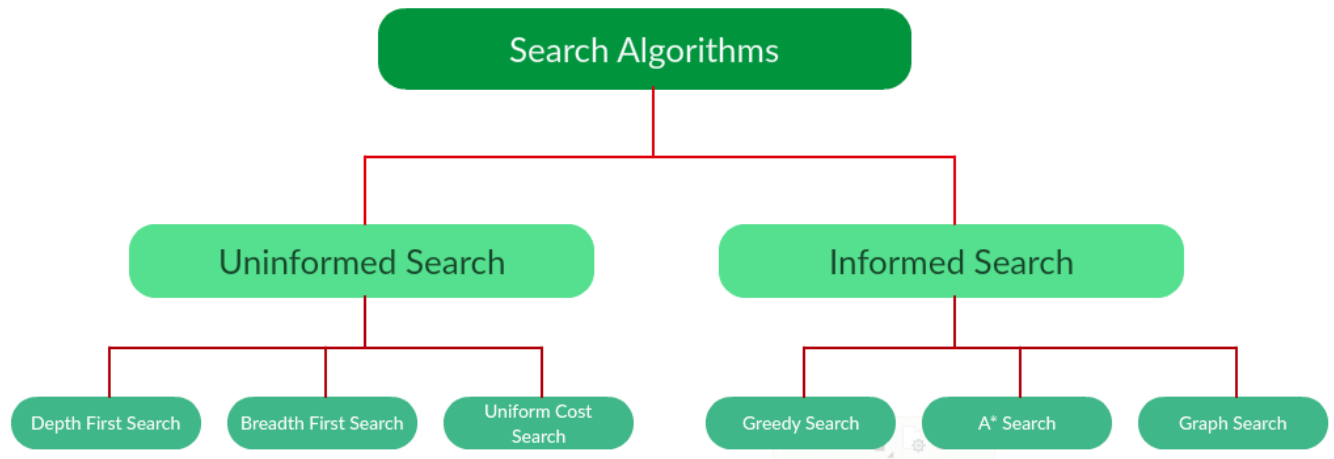 Search Algorithms
Uninformed Search
Informed Search
Depth First Search
Breadth First Search
Uniform Cost
Search
Greedy Search
A* Search
Graph Search